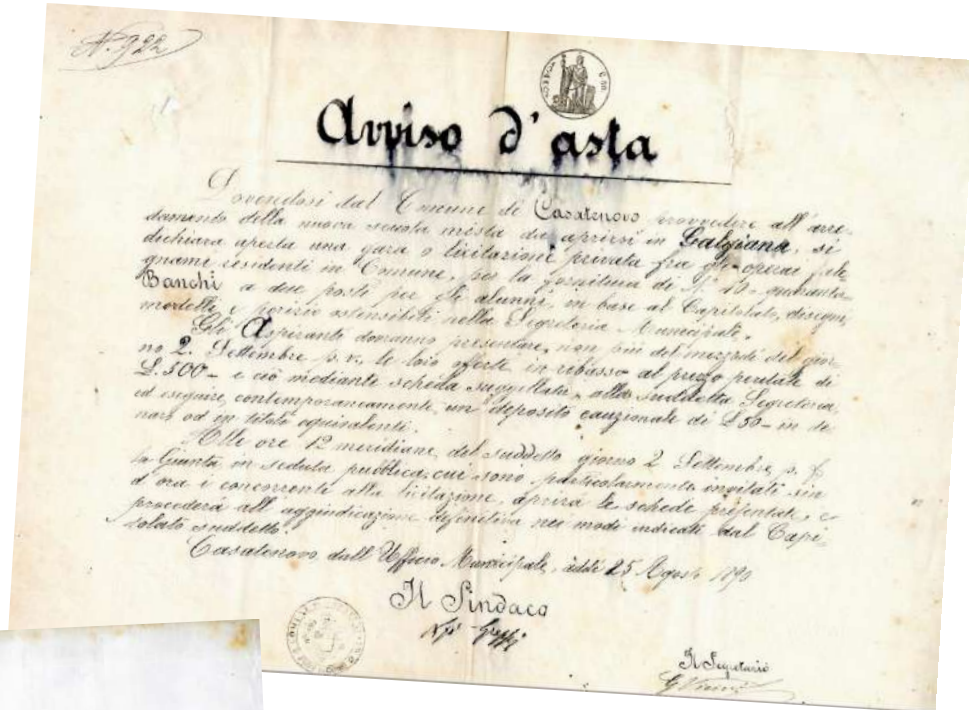 N. 922
Avviso d'asta
Dovendosi dal Comune di Casatenovo provvedere all'arre-
damento della nuova scuola mista da aprirsi in Galgiana, si
dichiara aperta una gara o licitazione privata fra gli operai fale-
gnami residenti in Comune, per la fornitura di N° 40 - quaranta
Banchi a due posti per gli alunni, in base al Capitolato, disegni,
modelli e perizie ostensibili nella Segreteria Municipale.
Gli Aspiranti dovranno presentare, non più del mezzodì del gior-
no 2. Settembre p. v. le loro offerte in ribasso al prezzo peritale di
L. 500 - e ciò mediante scheda suggellata, alla suddetta Segreteria,
ed eseguire contemporaneamente un deposito cauzionale di L 50 - in de
naro od in titoli equivalenti.
Alle ore 12 meridiane del suddetto giorno 2 Settembre p. f.
la Giunta in seduta pubblica, cui sono particolarmente invitati sin
d'ora i concorrenti alla licitazione, aprirà le schede presentate, e
procederà all'aggiudicazione definitiva nei modi indicati dal Capi-
tolato suddetto.
Casatenovo, dall'Ufficio Municipale, addì 25 Agosto 1890
Il Sindaco
Il Segretario